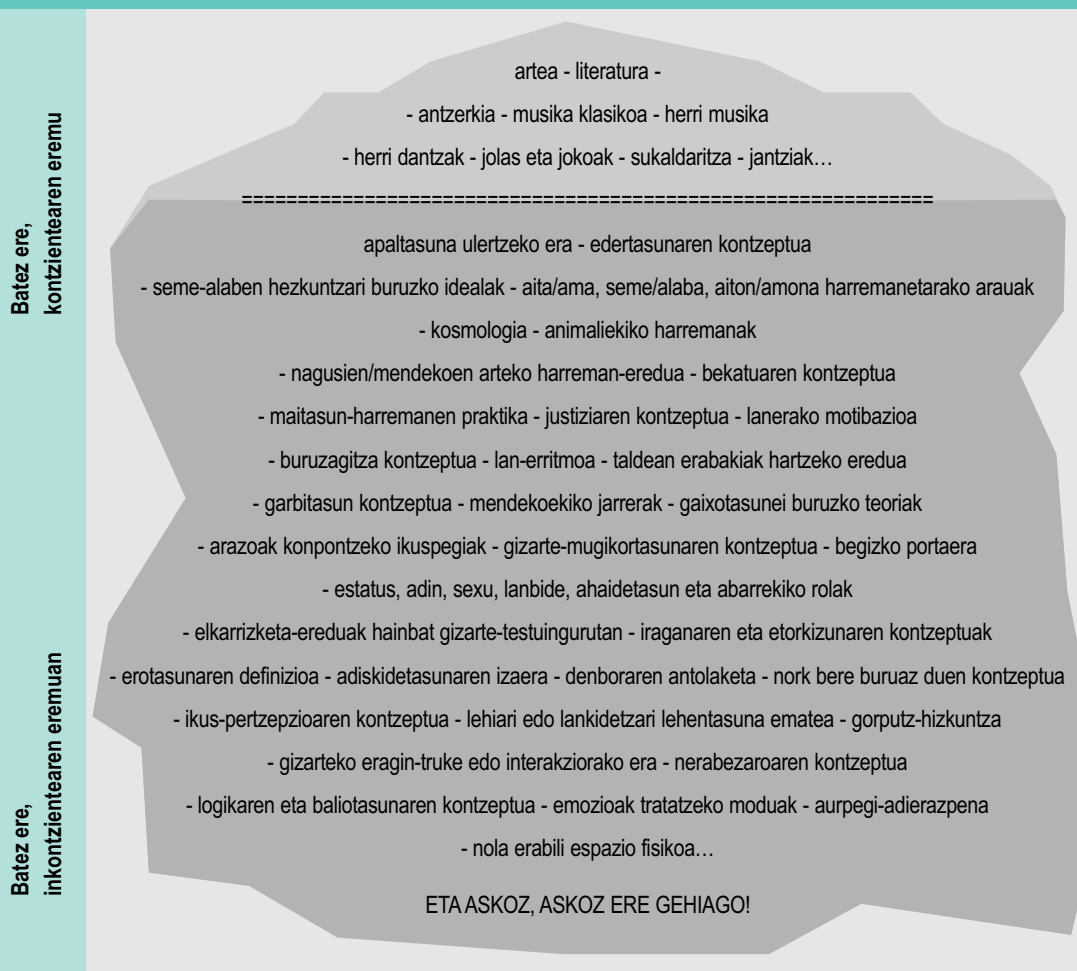 Batez ere,
kontzientearen eremu
artea - literatura -
- antzerkia - musika klasikoa - herri musika
- herri dantzak - jolas eta jokoak - sukaldaritza - jantziak…
==============================================================
apaltasuna ulertzeko era - edertasunaren kontzeptua
- seme-alaben hezkuntzari buruzko idealak - aita/ama, seme/alaba, aiton/amona harremanetarako arauak
- kosmologia - animaliekiko harremanak
- nagusien/mendekoen arteko harreman-eredua - bekatuaren kontzeptua
- maitasun-harremanen praktika - justiziaren kontzeptua - lanerako motibazioa
- buruzagitza kontzeptua - lan-erritmoa - taldean erabakiak hartzeko eredua
- garbitasun kontzeptua - mendekoekiko jarrerak - gaixotasunei buruzko teoriak
- arazoak konpontzeko ikuspegiak - gizarte-mugikortasunaren kontzeptua - begizko portaera
- estatus, adin, sexu, lanbide, ahaidetasun eta abarrekiko rolak
- elkarrizketa-ereduak hainbat gizarte-testuingurutan - iraganaren eta etorkizunaren kontzeptuak
- erotasunaren definizioa - adiskidetasunaren izaera - denboraren antolaketa - nork bere buruaz duen kontzeptua
- ikus-pertzepzioaren kontzeptua - lehiari edo lankidetzari lehentasuna ematea - gorputz-hizkuntza
- gizarteko eragin-truke edo interakziorako era - nerabezaroaren kontzeptua
- logikaren eta baliotasunaren kontzeptua - emozioak tratatzeko moduak - aurpegi-adierazpena
- nola erabili espazio fisikoa…
ETA ASKOZ, ASKOZ ERE GEHIAGO!
Batez ere,
inkontzientearen eremuan